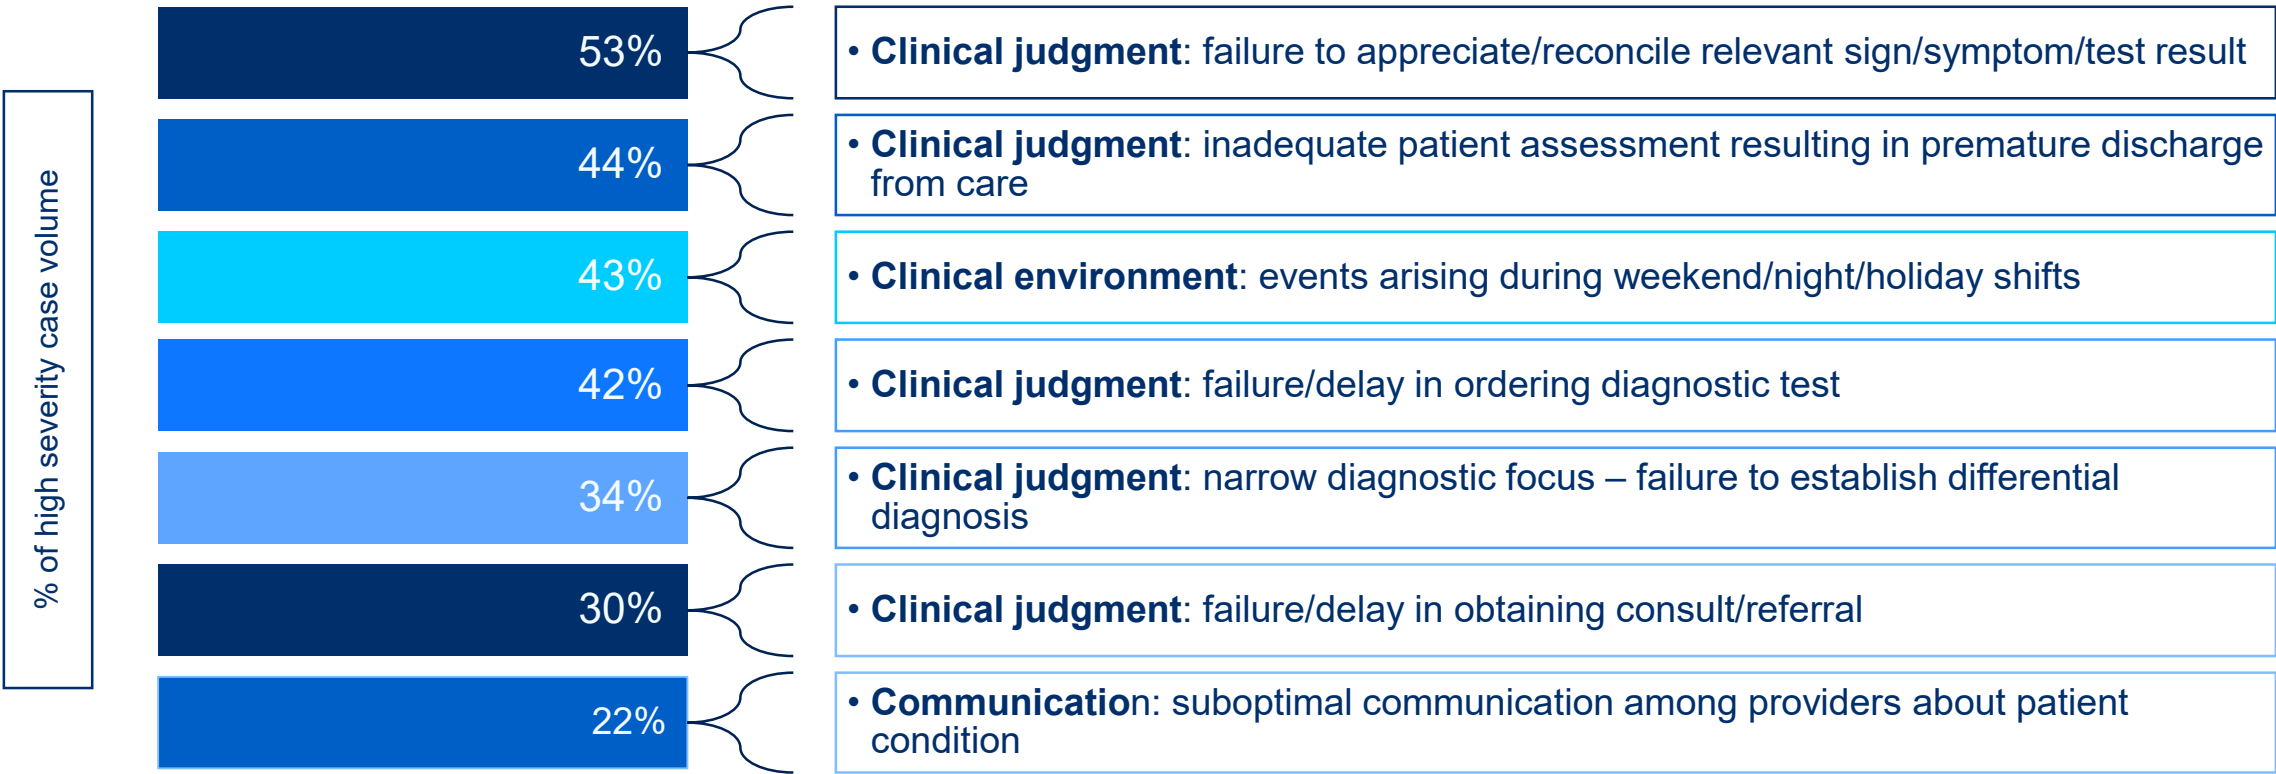 % of high severity case volume
53%
• Clinical judgment: failure to appreciate/reconcile relevant sign/symptom/test result
44%
• Clinical judgment: inadequate patient assessment resulting in premature discharge
from care
43%
• Clinical environment: events arising during weekend/night/holiday shifts
42%
• Clinical judgment: failure/delay in ordering diagnostic test
34%
• Clinical judgment: narrow diagnostic focus – failure to establish differential
diagnosis
30%
• Clinical judgment: failure/delay in obtaining consult/referral
22%
• Communication: suboptimal communication among providers about patient
condition